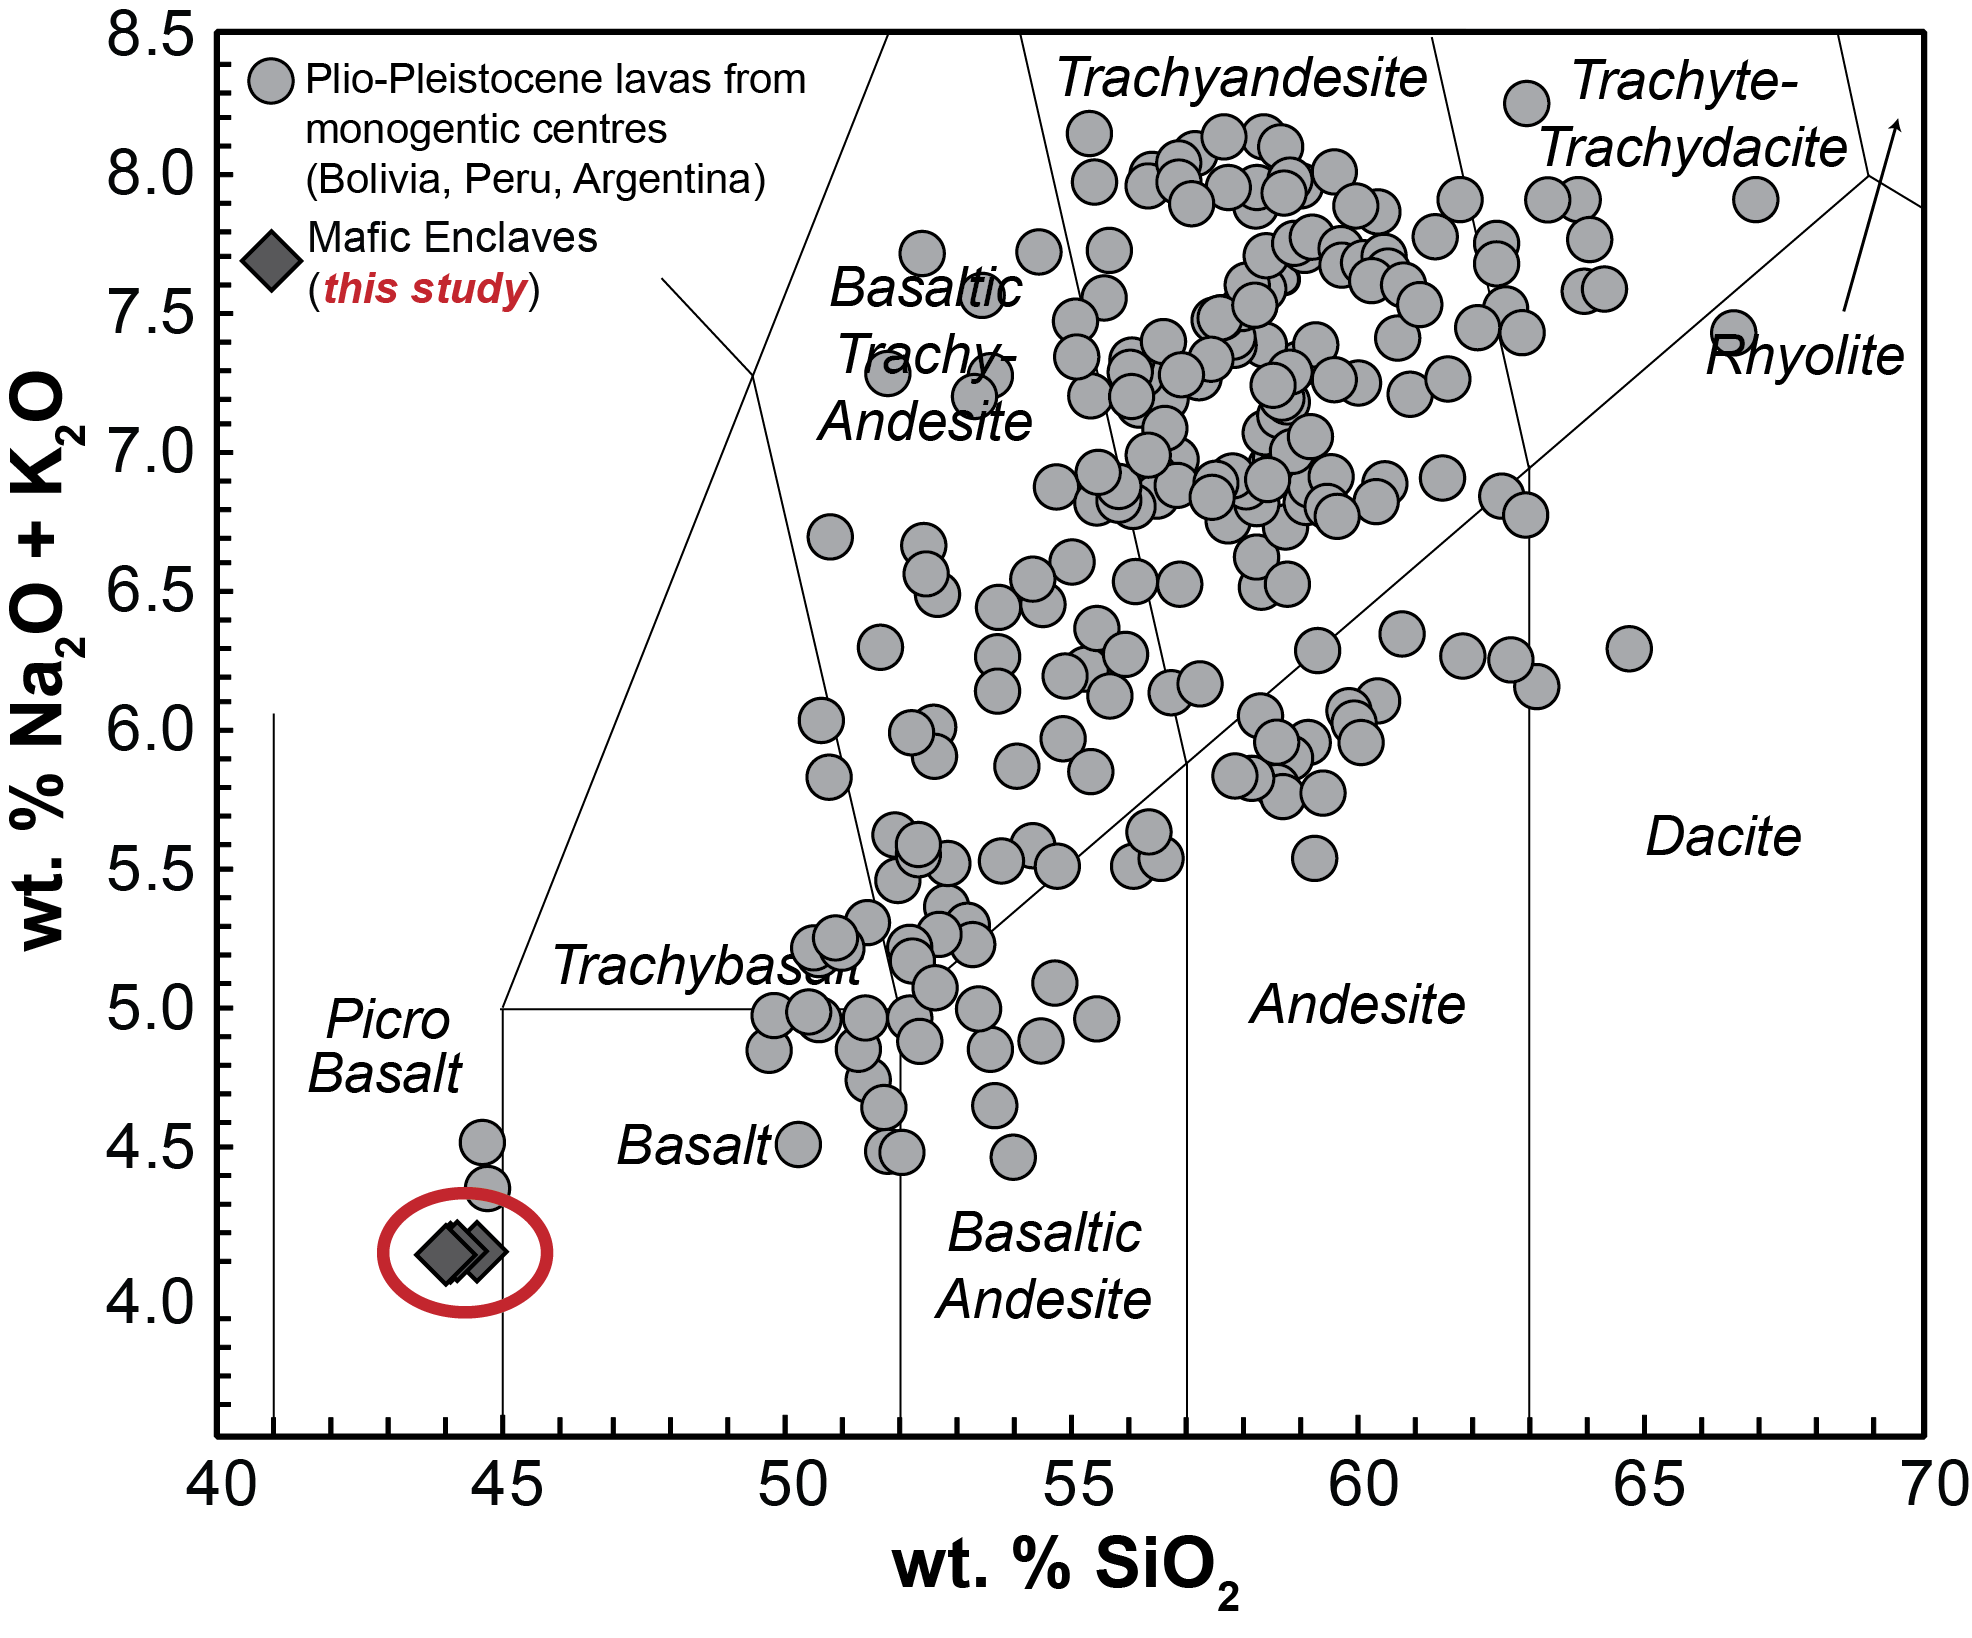 8.5
8.0
7.5
7.0
6.5
6.0
5.5
5.0
4.5
4.0
wt. % Na2O + K2O
Plio-Pleistocene lavas from
monogentic centres
(Bolivia, Peru, Argentina)
Mafic Enclaves
(this study)
Trachyandesite
Trachyte-
Trachydacite
Basaltic
Trachy-
Andesite
Rhyolite
Dacite
Trachybasalt
Andesite
Picro
Basalt
Basalt
Basaltic
Andesite
40 45 50 55 60 65 70
wt. % SiO2